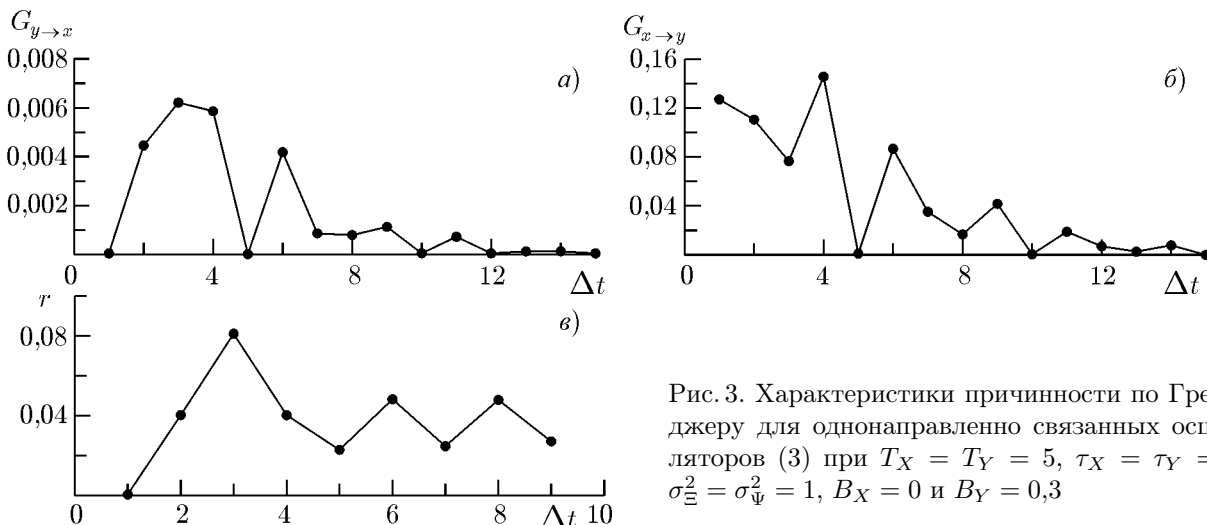 G_{y→x}
0,008
0,006
0,004
0,002
0
4
8
12
Δt
а)
G_{x→y}
0,16
0,12
0,08
0,04
0
4
8
12
Δt
б)
r
0,08
0,04
0
2
4
6
8
Δt 10
в)
Рис. 3. Характеристики причинности по Гре
джеру для однонаправленно связанных осц
ляторов (3) при T_X = T_Y = 5, τ_X = τ_Y =
σ²_Ξ = σ²_Ψ = 1, B_X = 0 и B_Y = 0,3